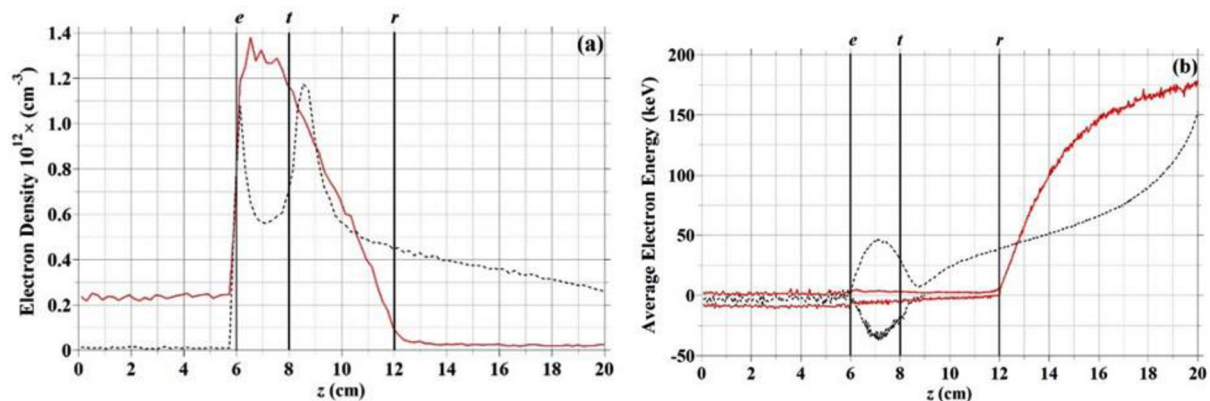 e t r
(a)
1.4
1.2
1.0
0.8
0.6
0.4
0.2
0
Electron Density 10¹² × (cm⁻³)
0 2 4 6 8 10 12 14 16 18 20
z (cm)
e t r
(b)
200
150
100
50
0
-50
Average Electron Energy (keV)
0 2 4 6 8 10 12 14 16 18 20
z (cm)